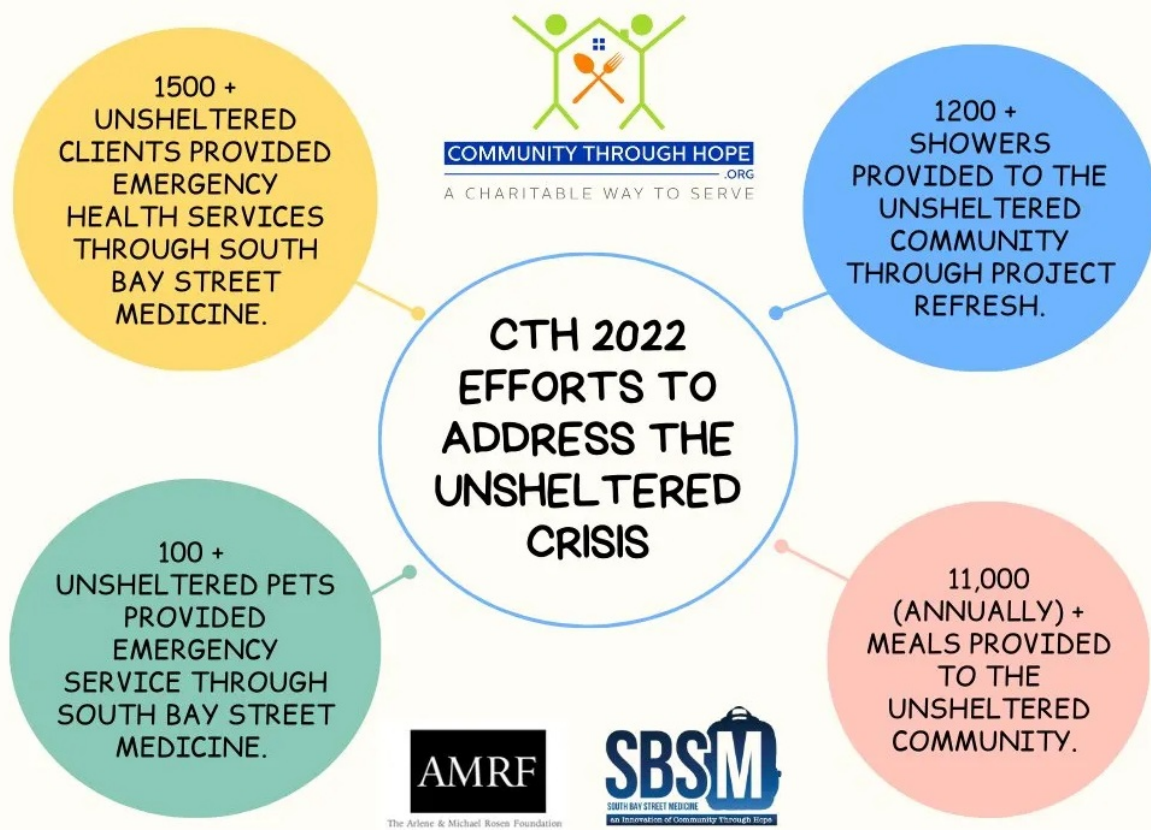 COMMUNITY THROUGH HOPE
.ORG
A CHARITABLE WAY TO SERVE
1500 +
UNSHELTERED
CLIENTS PROVIDED
EMERGENCY
HEALTH SERVICES
THROUGH SOUTH
BAY STREET
MEDICINE.
1200 +
SHOWERS
PROVIDED TO THE
UNSHELTERED
COMMUNITY
THROUGH PROJECT
REFRESH.
CTH 2022
EFFORTS TO
ADDRESS THE
UNSHELTERED
CRISIS
100 +
UNSHELTERED PETS
PROVIDED
EMERGENCY
SERVICE THROUGH
SOUTH BAY STREET
MEDICINE.
11,000
(ANNUALLY) +
MEALS PROVIDED
TO THE
UNSHELTERED
COMMUNITY.
AMRF
The Arlene & Michael Rosen Foundation
SBSM
SOUTH BAY STREET MEDICINE
an Innovation of Community Through Hope